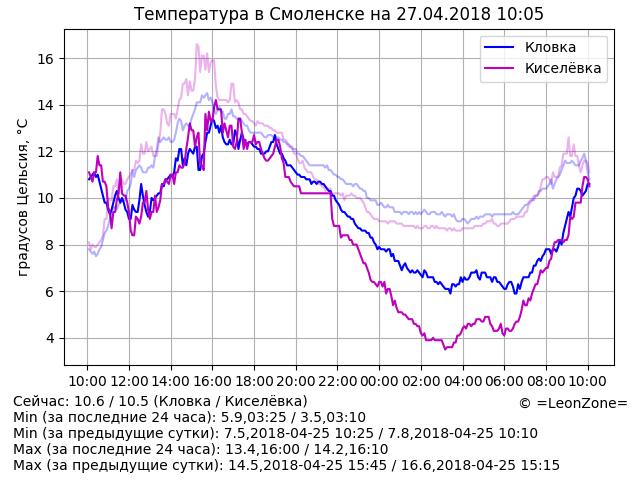 Температура в Смоленске на 27.04.2018 10:05
Кловка
Киселёвка
градусов Цельсия, °C
16
14
12
10
8
6
4
10:00 12:00 14:00 16:00 18:00 20:00 22:00 00:00 02:00 04:00 06:00 08:00 10:00
Сейчас: 10.6 / 10.5 (Кловка / Киселёвка)
© =LeonZone=
Min (за последние 24 часа): 5.9,03:25 / 3.5,03:10
Min (за предыдущие сутки): 7.5,2018-04-25 10:25 / 7.8,2018-04-25 10:10
Max (за последние 24 часа): 13.4,16:00 / 14.2,16:10
Max (за предыдущие сутки): 14.5,2018-04-25 15:45 / 16.6,2018-04-25 15:15